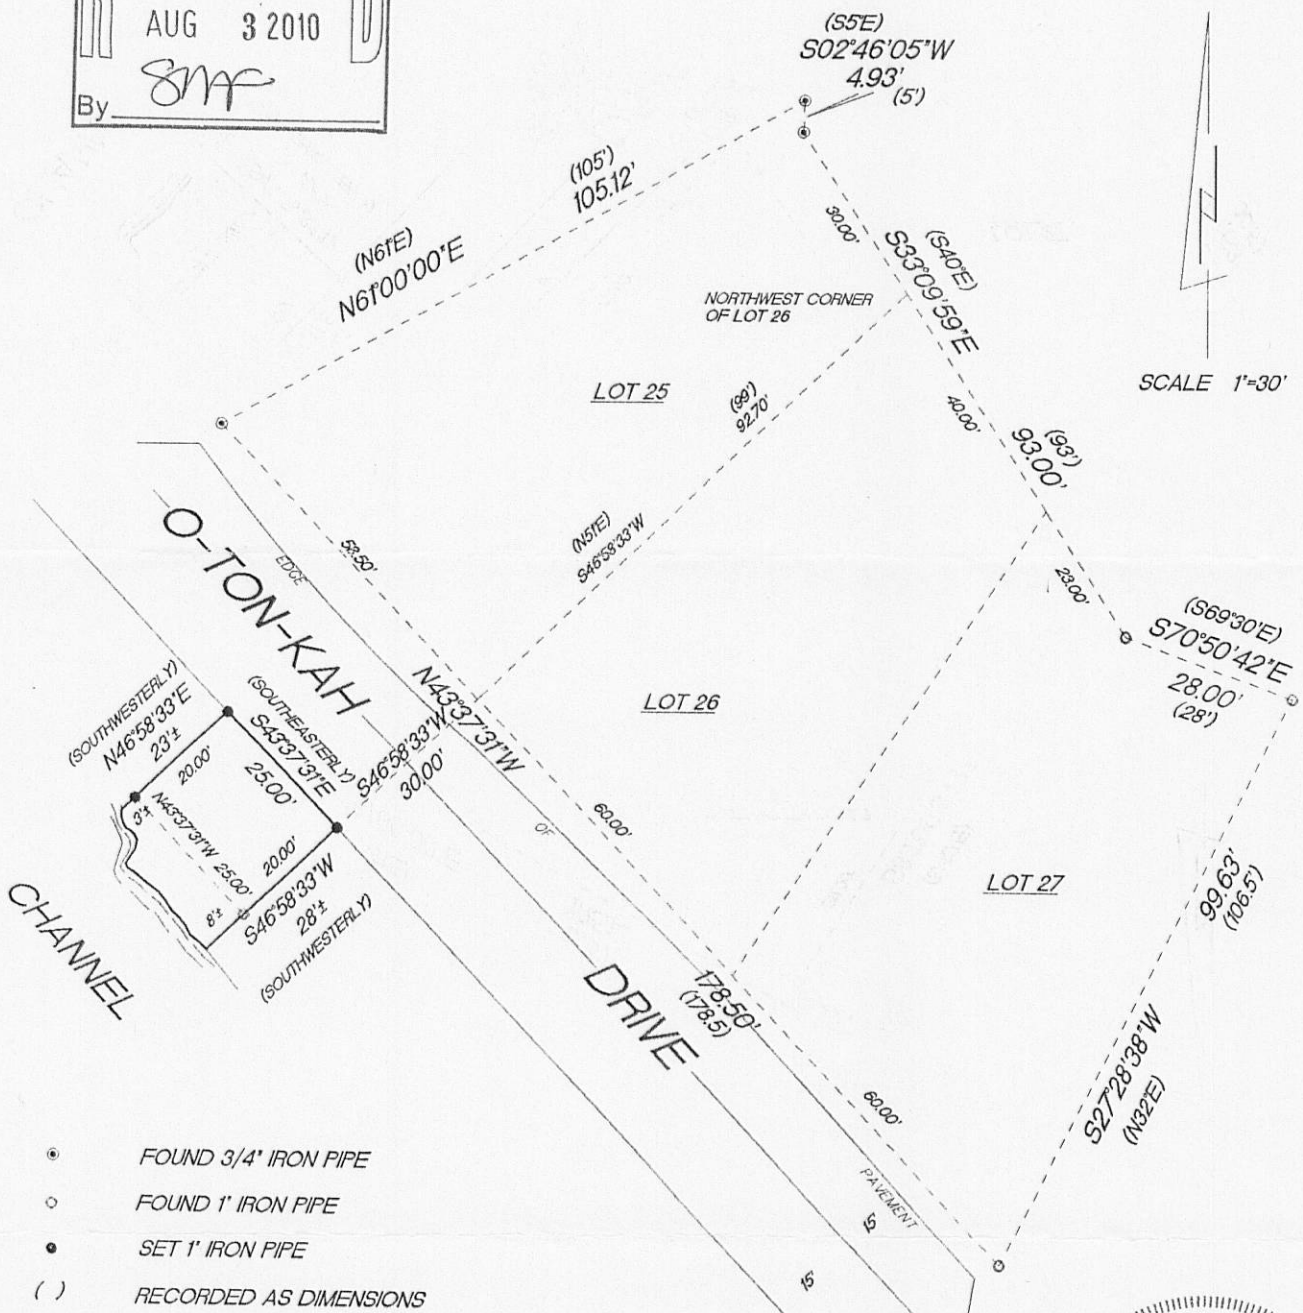 AUG 3 2010
By
(S5°E)
S02°46'05"W
4.93'
(5')
(105')
105.12'
(N61°E)
N61°00'00"E
30.00'
(S40°E)
S33°09'59"E
NORTHWEST CORNER
OF LOT 26
SCALE 1"=30'
LOT 25
(99')
92.70'
40.00'
(93')
93.00'
(N51°E)
S46°58'33"W
58.50'
EDGE
O-TON-KAH
23.00'
(S69°30'E)
S70°50'42"E
28.00'
(28')
LOT 26
N43°37'31"W
(SOUTHWESTERLY)
N46°58'33"E
23'±
20.00'
(SOUTHEASTERLY)
S43°37'31"E
25.00'
S46°58'33"W
30.00'
3'±
N43°37'31"W 25.00'
20.00'
8'±
S46°58'33"W
28'±
(SOUTHWESTERLY)
60.00'
OF
CHANNEL
LOT 27
99.63'
(106.5')
DRIVE
178.50'
(178.5)
S27°28'38"W
(N32°E)
60.00'
PAVEMENT
15'
15'
FOUND 3/4" IRON PIPE
FOUND 1" IRON PIPE
SET 1" IRON PIPE
( ) RECORDED AS DIMENSIONS